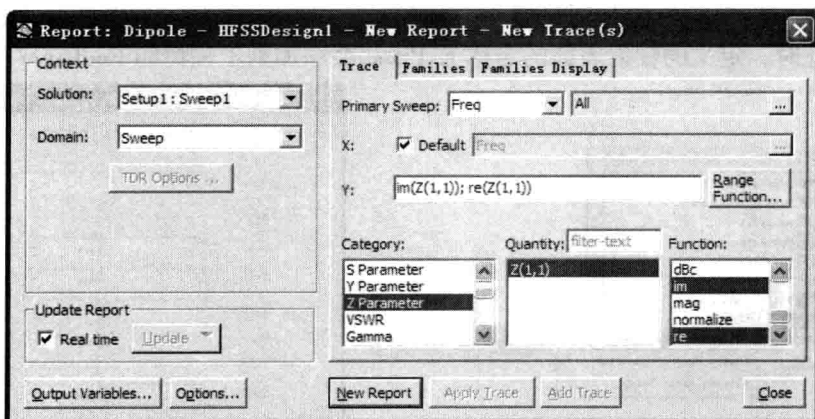 Report: Dipole - HFSSDesign1 - New Report - New Trace(s)
Context
Solution: Setup1 : Sweep1
Domain: Sweep
TDR Options ...
Update Report
Real time Update
Output Variables... Options...
Trace Families Families Display
Primary Sweep: Freq All ...
X: Default Freq ...
Y: im(Z(1,1)); re(Z(1,1)) Range Function...
Category: Quantity: filter-text Function:
S Parameter Z(1,1) dBc
Y Parameter im
Z Parameter mag
VSWR normalize
Gamma re
New Report Apply Trace Add Trace Close